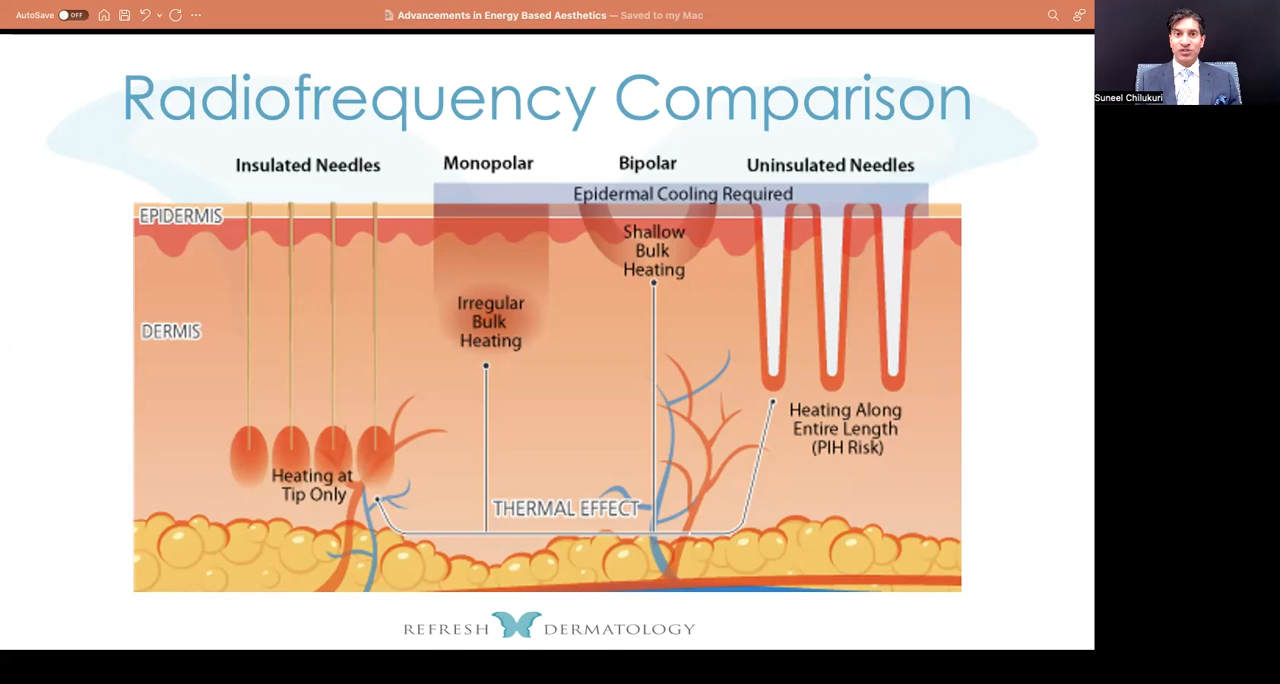 AutoSave OFF
Advancements in Energy Based Aesthetics — Saved to my Mac
Suneel Chilukuri
Radiofrequency Comparison
Insulated Needles
Monopolar
Bipolar
Uninsulated Needles
Epidermal Cooling Required
EPIDERMIS
Shallow
Bulk
Heating
DERMIS
Irregular
Bulk
Heating
Heating Along
Entire Length
(PIH Risk)
Heating at
Tip Only
THERMAL EFFECT
REFRESH DERMATOLOGY